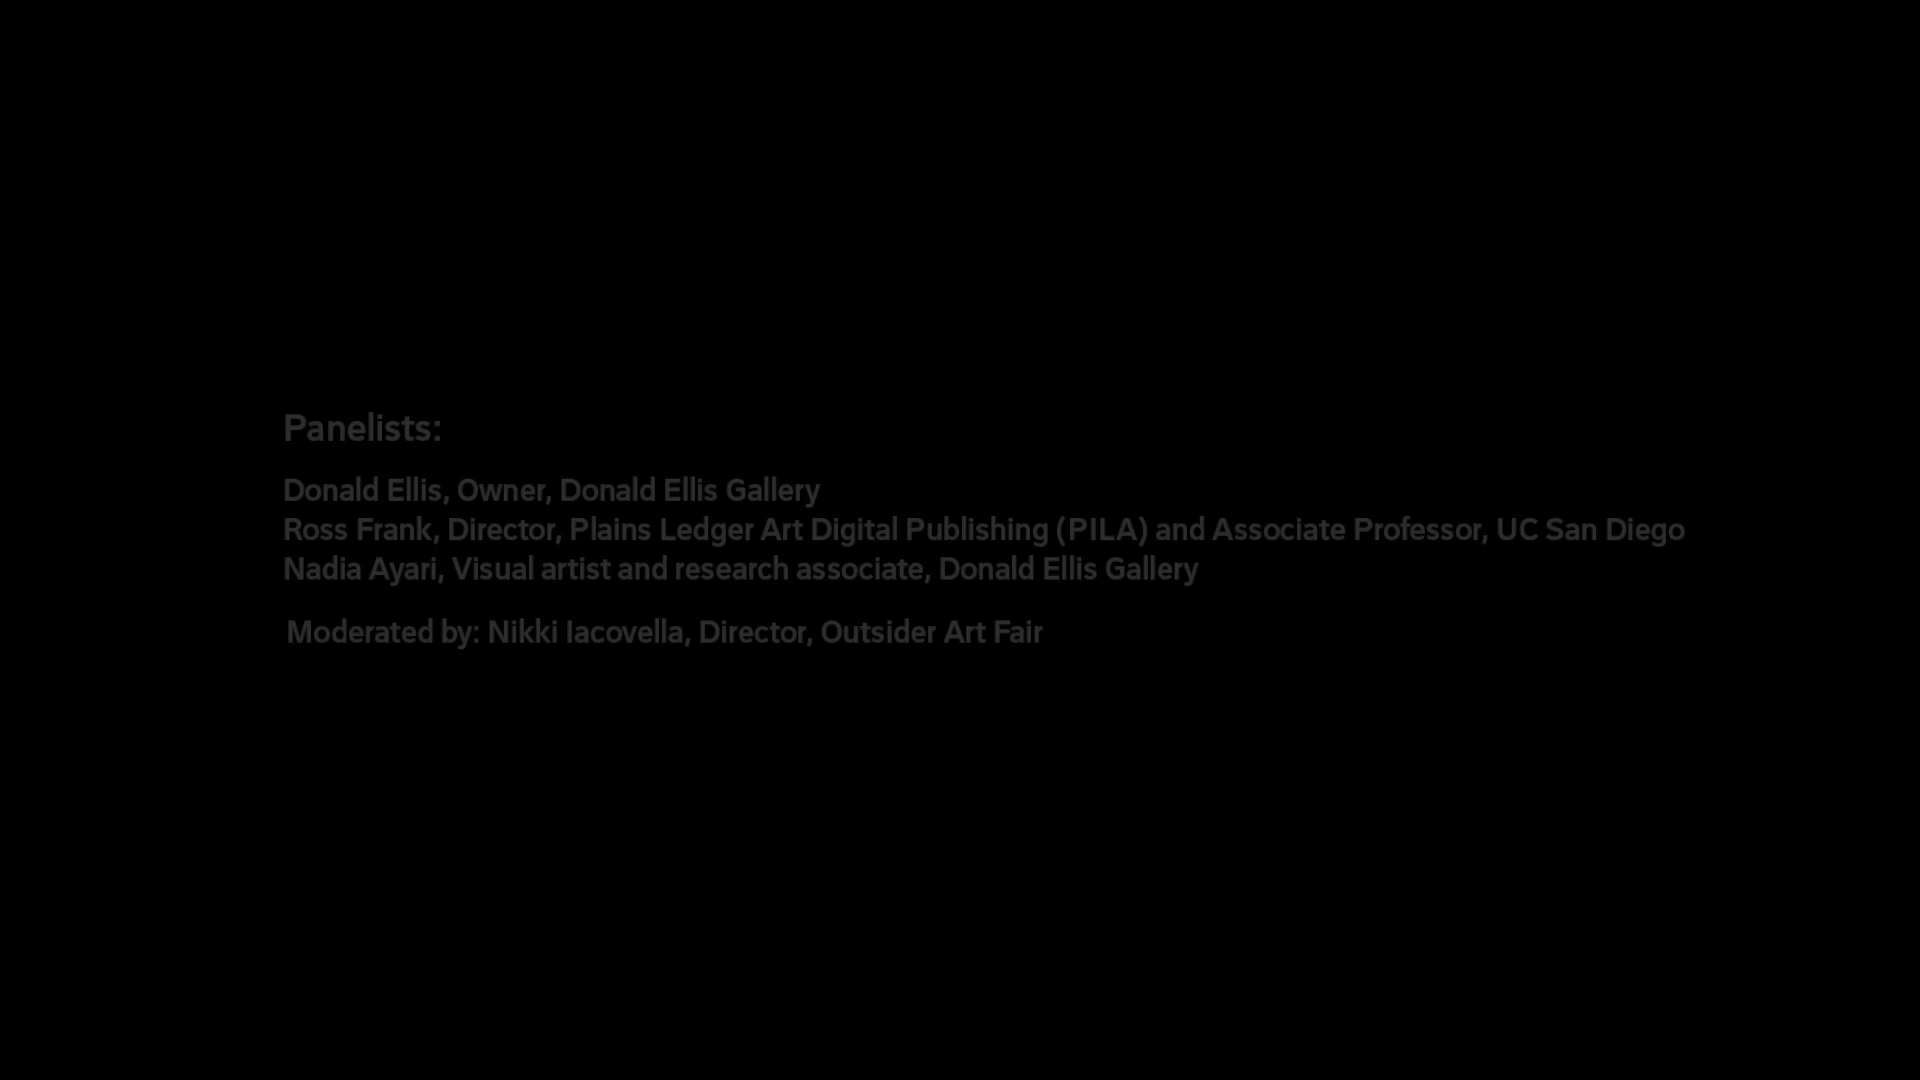 Panelists:
Donald Ellis, Owner, Donald Ellis Gallery
Ross Frank, Director, Plains Ledger Art Digital Publishing (PILA) and Associate Professor, UC San Diego
Nadia Ayari, Visual artist and research associate, Donald Ellis Gallery
Moderated by: Nikki Iacovella, Director, Outsider Art Fair